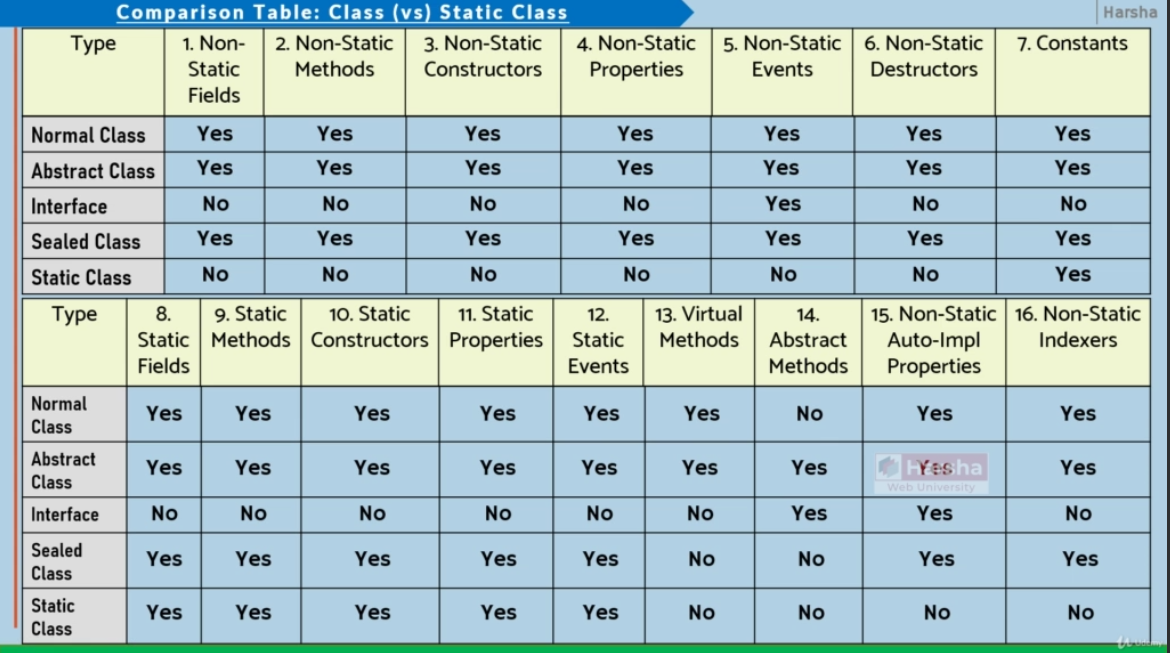 Comparison Table: Class (vs) Static Class
Harsha
Type 1. Non-Static Fields 2. Non-Static Methods 3. Non-Static Constructors 4. Non-Static Properties 5. Non-Static Events 6. Non-Static Destructors 7. Constants
Normal Class Yes Yes Yes Yes Yes Yes Yes
Abstract Class Yes Yes Yes Yes Yes Yes Yes
Interface No No No No Yes No No
Sealed Class Yes Yes Yes Yes Yes Yes Yes
Static Class No No No No No No Yes
Type 8. Static Fields 9. Static Methods 10. Static Constructors 11. Static Properties 12. Static Events 13. Virtual Methods 14. Abstract Methods 15. Non-Static Auto-Impl Properties 16. Non-Static Indexers
Normal Class Yes Yes Yes Yes Yes Yes No Yes Yes
Abstract Class Yes Yes Yes Yes Yes Yes Yes Yes Yes
Harsha
Web University
Interface No No No No No No Yes Yes No
Sealed Class Yes Yes Yes Yes Yes No No Yes Yes
Static Class Yes Yes Yes Yes Yes No No No No
Udemy